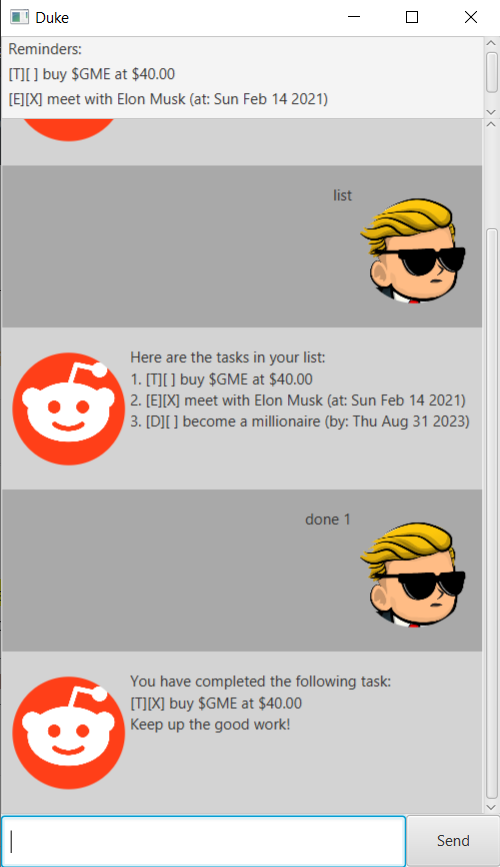 Duke
Reminders:
[T][ ] buy $GME at $40.00
[E][X] meet with Elon Musk (at: Sun Feb 14 2021)
list
Here are the tasks in your list:
1. [T][ ] buy $GME at $40.00
2. [E][X] meet with Elon Musk (at: Sun Feb 14 2021)
3. [D][ ] become a millionaire (by: Thu Aug 31 2023)
done 1
You have completed the following task:
[T][X] buy $GME at $40.00
Keep up the good work!
Send